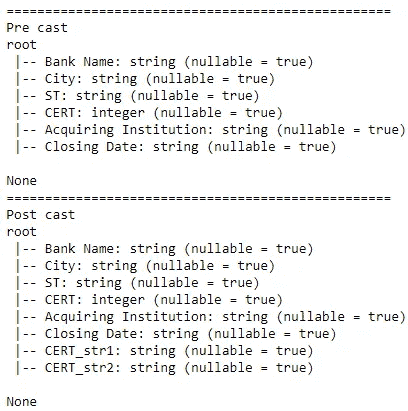 ==================================================
Pre cast
root
 |-- Bank Name: string (nullable = true)
 |-- City: string (nullable = true)
 |-- ST: string (nullable = true)
 |-- CERT: integer (nullable = true)
 |-- Acquiring Institution: string (nullable = true)
 |-- Closing Date: string (nullable = true)

None
==================================================
Post cast
root
 |-- Bank Name: string (nullable = true)
 |-- City: string (nullable = true)
 |-- ST: string (nullable = true)
 |-- CERT: integer (nullable = true)
 |-- Acquiring Institution: string (nullable = true)
 |-- Closing Date: string (nullable = true)
 |-- CERT_str1: string (nullable = true)
 |-- CERT_str2: string (nullable = true)

None